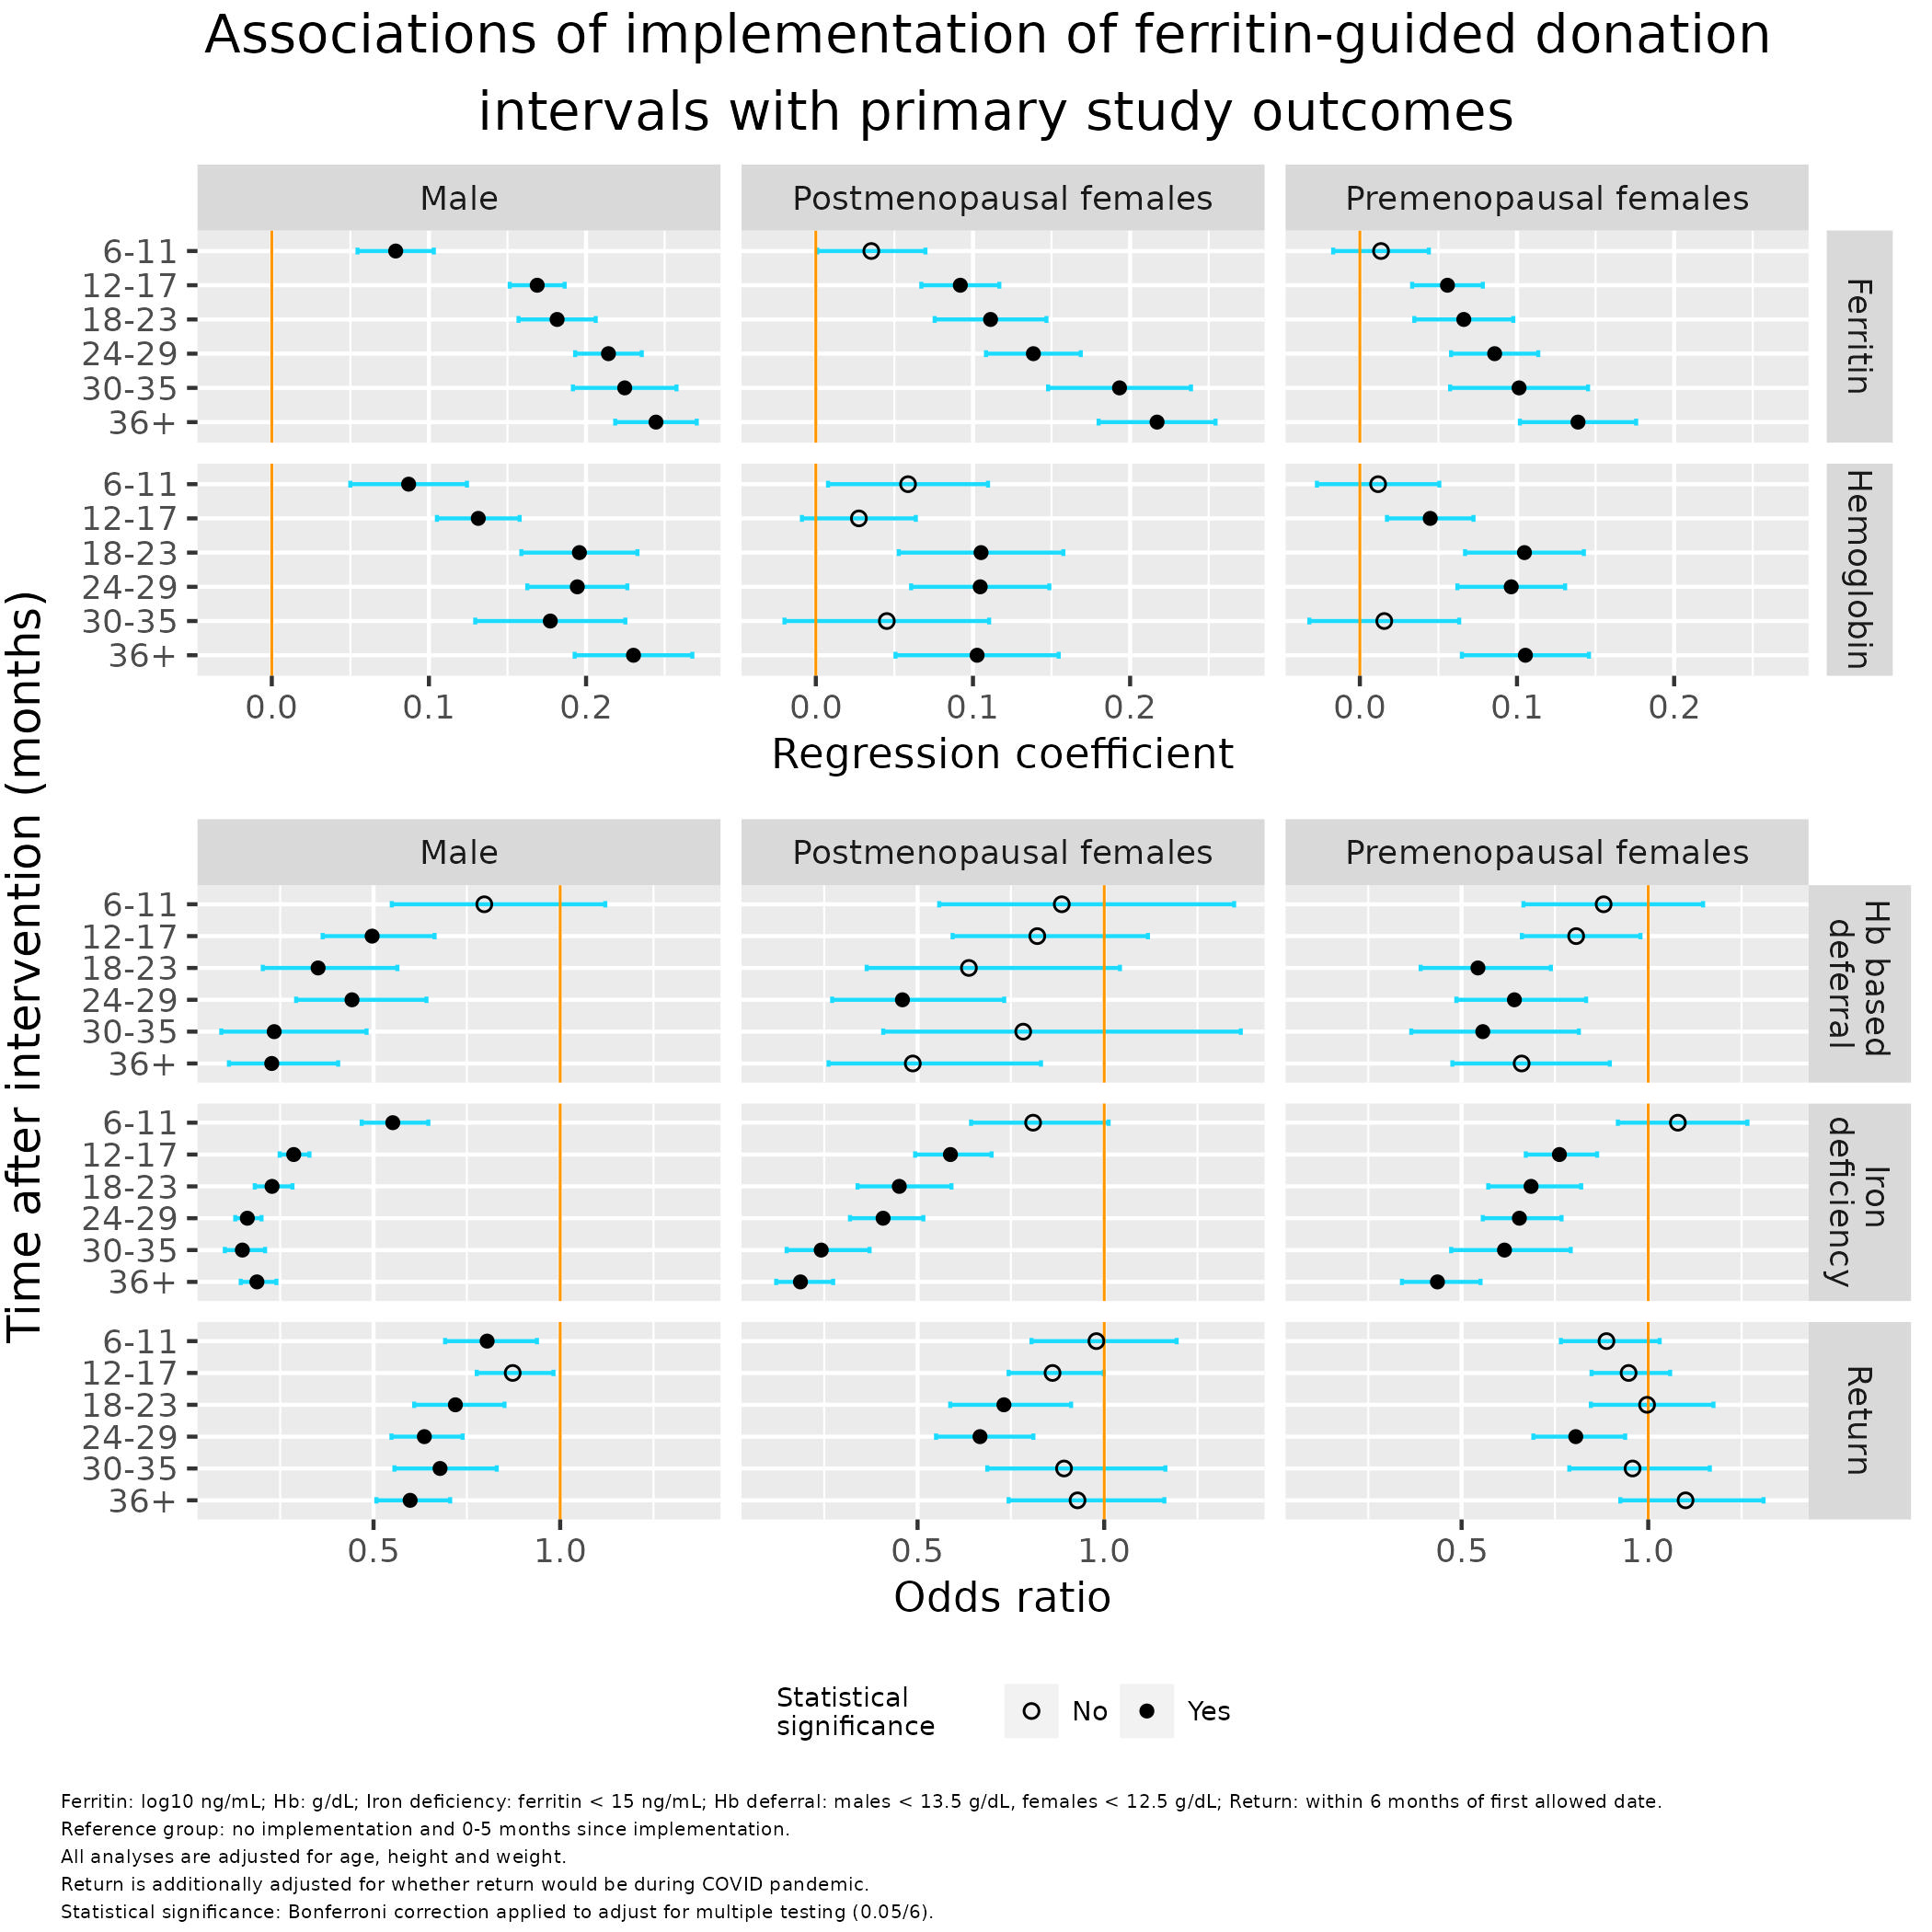 Associations of implementation of ferritin-guided donation
intervals with primary study outcomes
Male
Postmenopausal females
Premenopausal females
6-11
12-17
18-23
24-29
30-35
36+
Ferritin
6-11
12-17
18-23
24-29
30-35
36+
Hemoglobin
0.0
0.1
0.2
0.0
0.1
0.2
0.0
0.1
0.2
Regression coefficient
Time after intervention (months)
Male
Postmenopausal females
Premenopausal females
6-11
12-17
18-23
24-29
30-35
36+
Hb based
deferral
6-11
12-17
18-23
24-29
30-35
36+
Iron
deficiency
6-11
12-17
18-23
24-29
30-35
36+
Return
0.5
1.0
0.5
1.0
0.5
1.0
Odds ratio
Statistical
significance
No
Yes
Ferritin: log10 ng/mL; Hb: g/dL; Iron deficiency: ferritin < 15 ng/mL; Hb deferral: males < 13.5 g/dL, females < 12.5 g/dL; Return: within 6 months of first allowed date.
Reference group: no implementation and 0-5 months since implementation.
All analyses are adjusted for age, height and weight.
Return is additionally adjusted for whether return would be during COVID pandemic.
Statistical significance: Bonferroni correction applied to adjust for multiple testing (0.05/6).